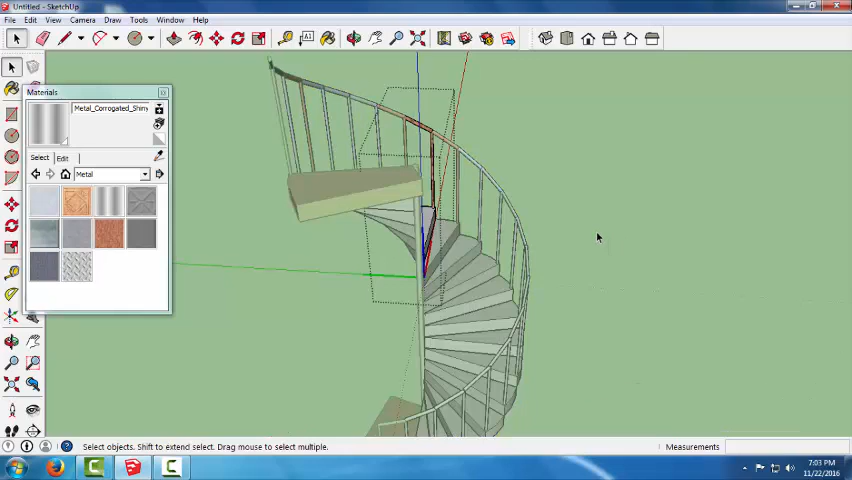 Untitled - SketchUp
File Edit View Camera Draw Tools Window Help
Materials
Metal_Corrogated_Shiny
Select Edit
Metal
Select objects. Shift to extend select. Drag mouse to select multiple.
Measurements
7:03 PM
11/22/2016